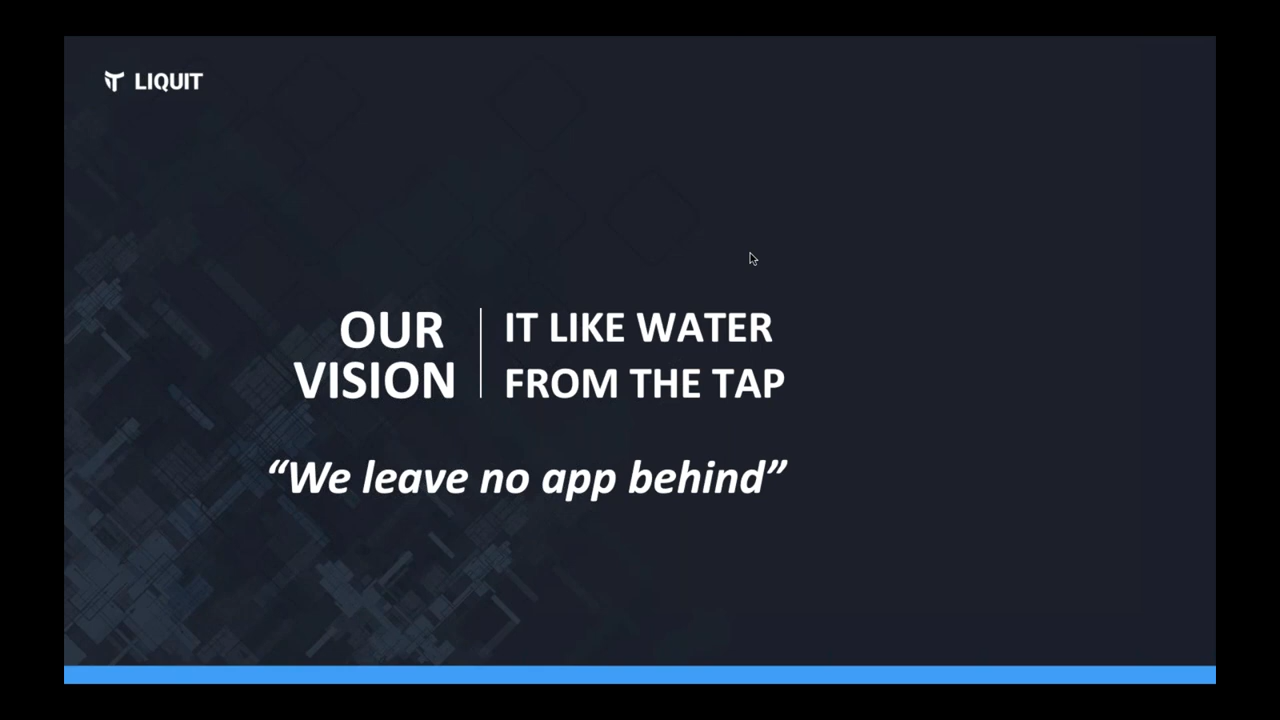 LIQUIT
OUR
VISION
IT LIKE WATER
FROM THE TAP
“We leave no app behind”